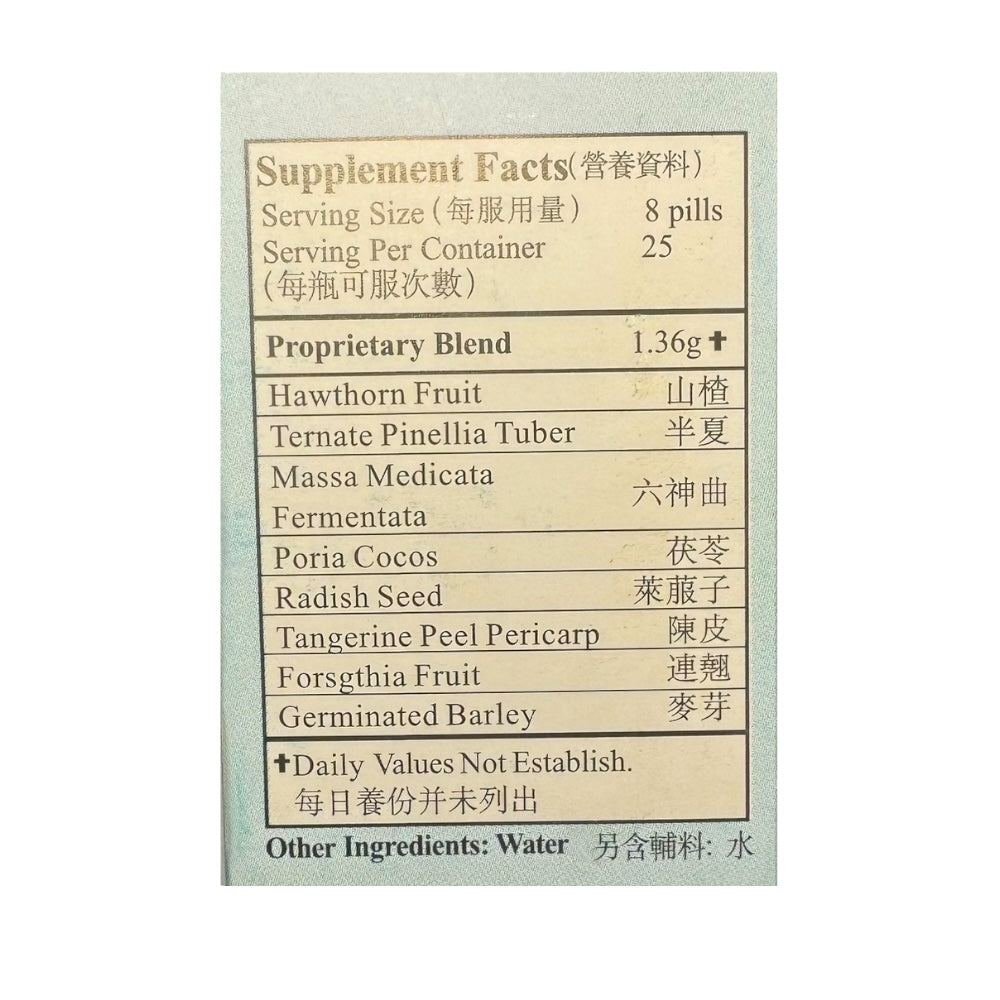 Supplement Facts(營養資料)
Serving Size(每服用量) 8 pills
Serving Per Container 25
(每瓶可服次數)
Proprietary Blend 1.36g✝
Hawthorn Fruit 山楂
Ternate Pinellia Tuber 半夏
Massa Medicata
Fermentata 六神曲
Poria Cocos 茯苓
Radish Seed 萊菔子
Tangerine Peel Pericarp 陳皮
Forsgthia Fruit 連翹
Germinated Barley 麥芽
✝Daily Values Not Establish.
每日養份并未列出
Other Ingredients: Water 另含輔料: 水